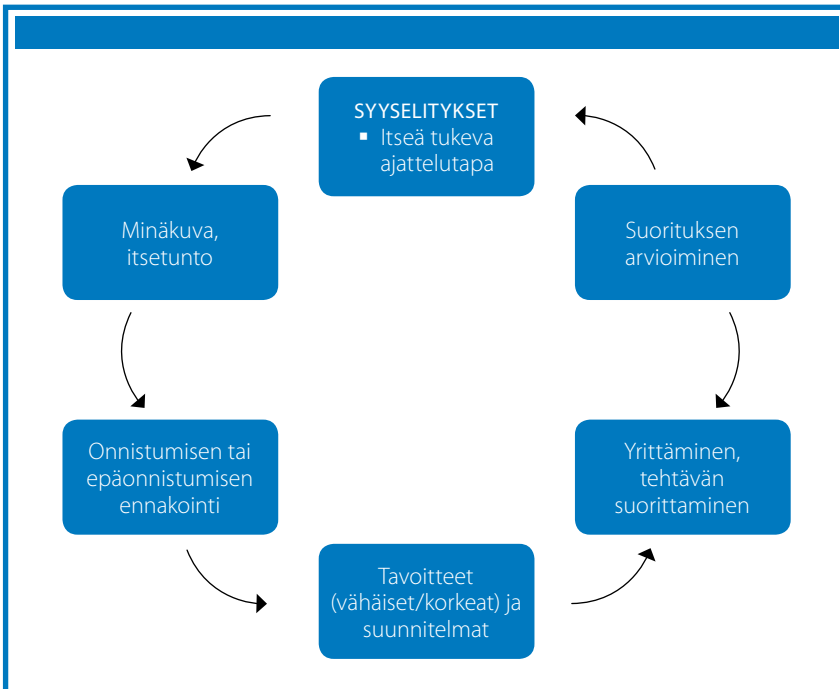 SYYSELITYKSET
▪ Itseä tukeva
ajattelutapa
Minäkuva,
itsetunto
Suorituksen
arvioiminen
Onnistumisen tai
epäonnistumisen
ennakointi
Yrittäminen,
tehtävän
suorittaminen
Tavoitteet
(vähäiset/korkeat) ja
suunnitelmat